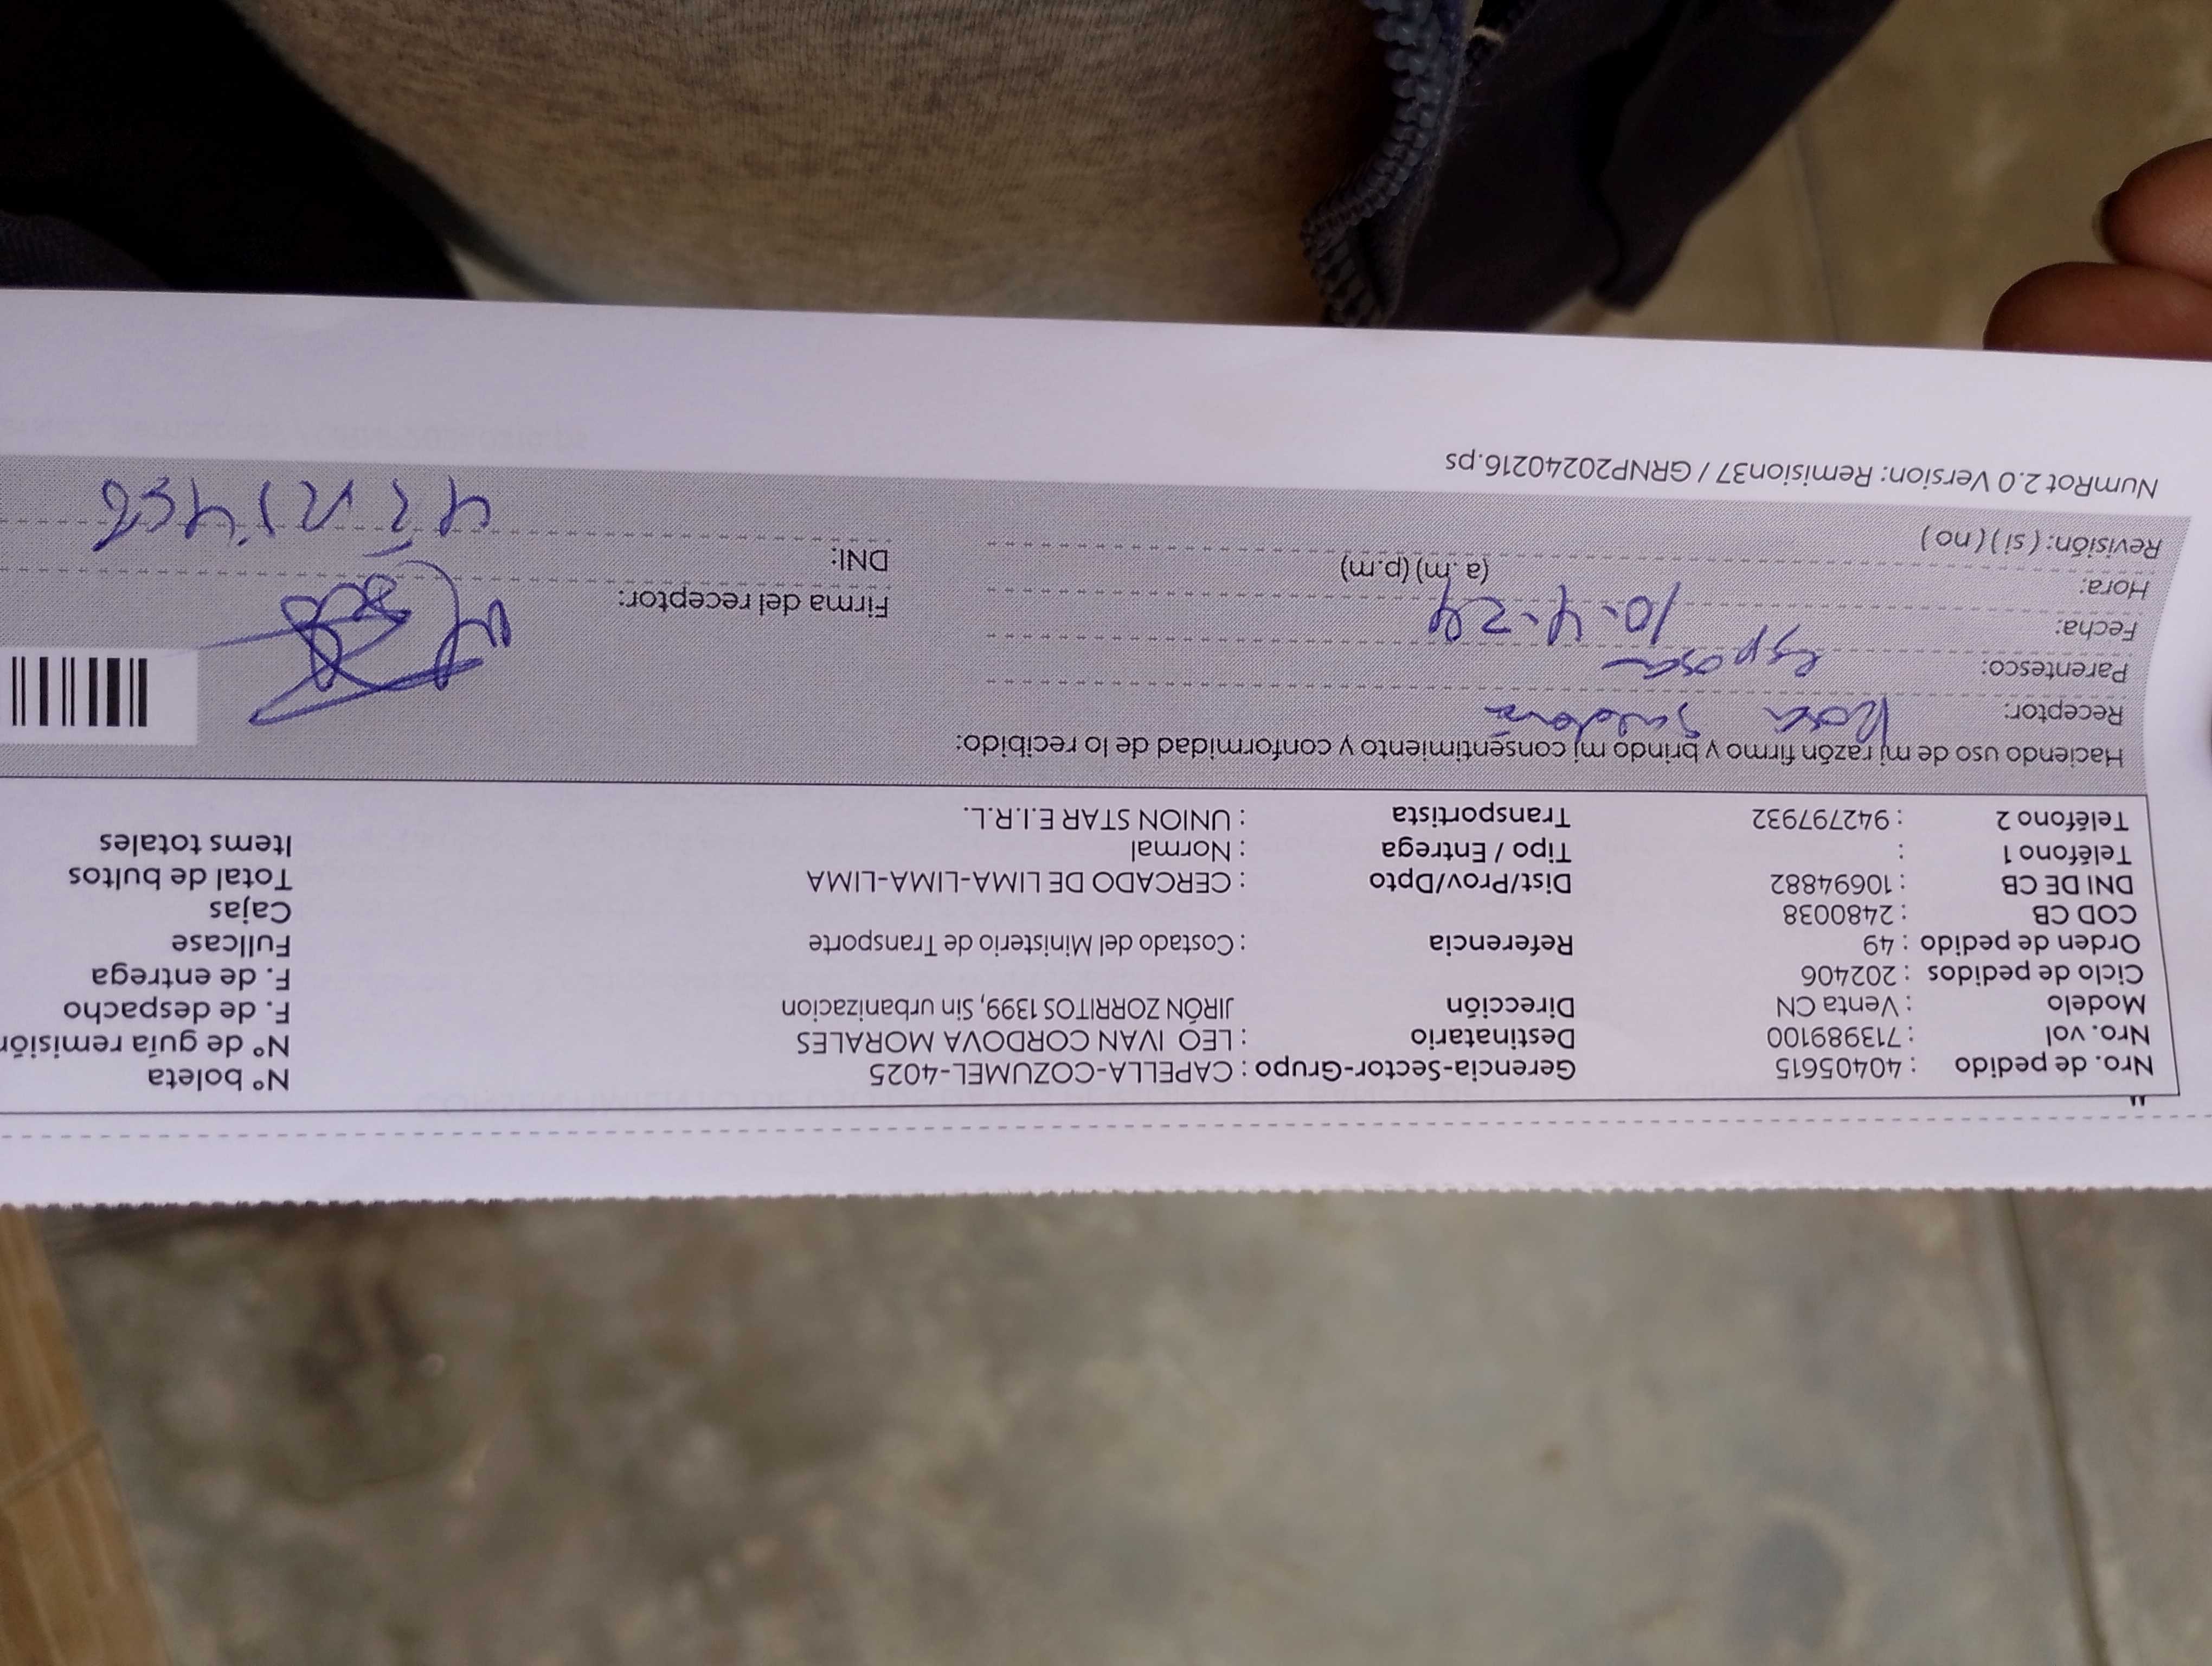 Nro. de pedido : 40405615 Gerencia-Sector-Grupo : CAPELLA-COZUMEL-4025 N° boleta
Nro. vol : 713989100 Destinatario : LEO IVAN CORDOVA MORALES N° de guía remisión
Modelo : Venta CN Dirección JIRÓN ZORRITOS 1399, Sin urbanizacion F. de despacho
Ciclo de pedidos : 202406 F. de entrega
Orden de pedido : 49 Referencia : Costado del Ministerio de Transporte Fullcase
COD CB : 2480038 Cajas
DNI DE CB : 10694882 Dist/Prov/Dpto : CERCADO DE LIMA-LIMA-LIMA Total de bultos
Teléfono 1 : Tipo / Entrega : Normal Items totales
Teléfono 2 : 942797932 Transportista : UNION STAR E.I.R.L.
Haciendo uso de mi razón firmo y brindo mi consentimiento y conformidad de lo recibido:
Receptor: Rosa
Parentesco: esposa
Fecha: 10-4-24 Firma del receptor:
Hora: (a.m) (p.m) DNI:
Revisión: (si) (no)
NumRot 2.0 Version: Remision37 / GRNP20240216.ps